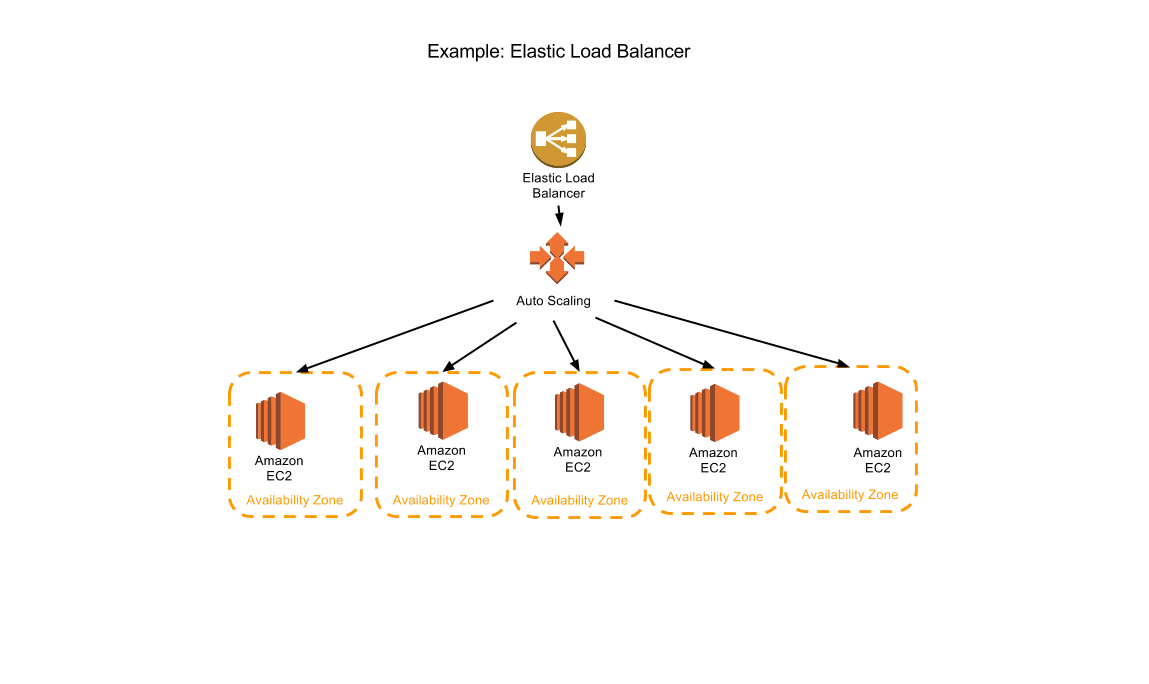 Example: Elastic Load Balancer
Elastic Load
Balancer
Auto Scaling
Amazon
EC2
Availability Zone
Amazon
EC2
Availability Zone
Amazon
EC2
Availability Zone
Amazon
EC2
Availability Zone
Amazon
EC2
Availability Zone